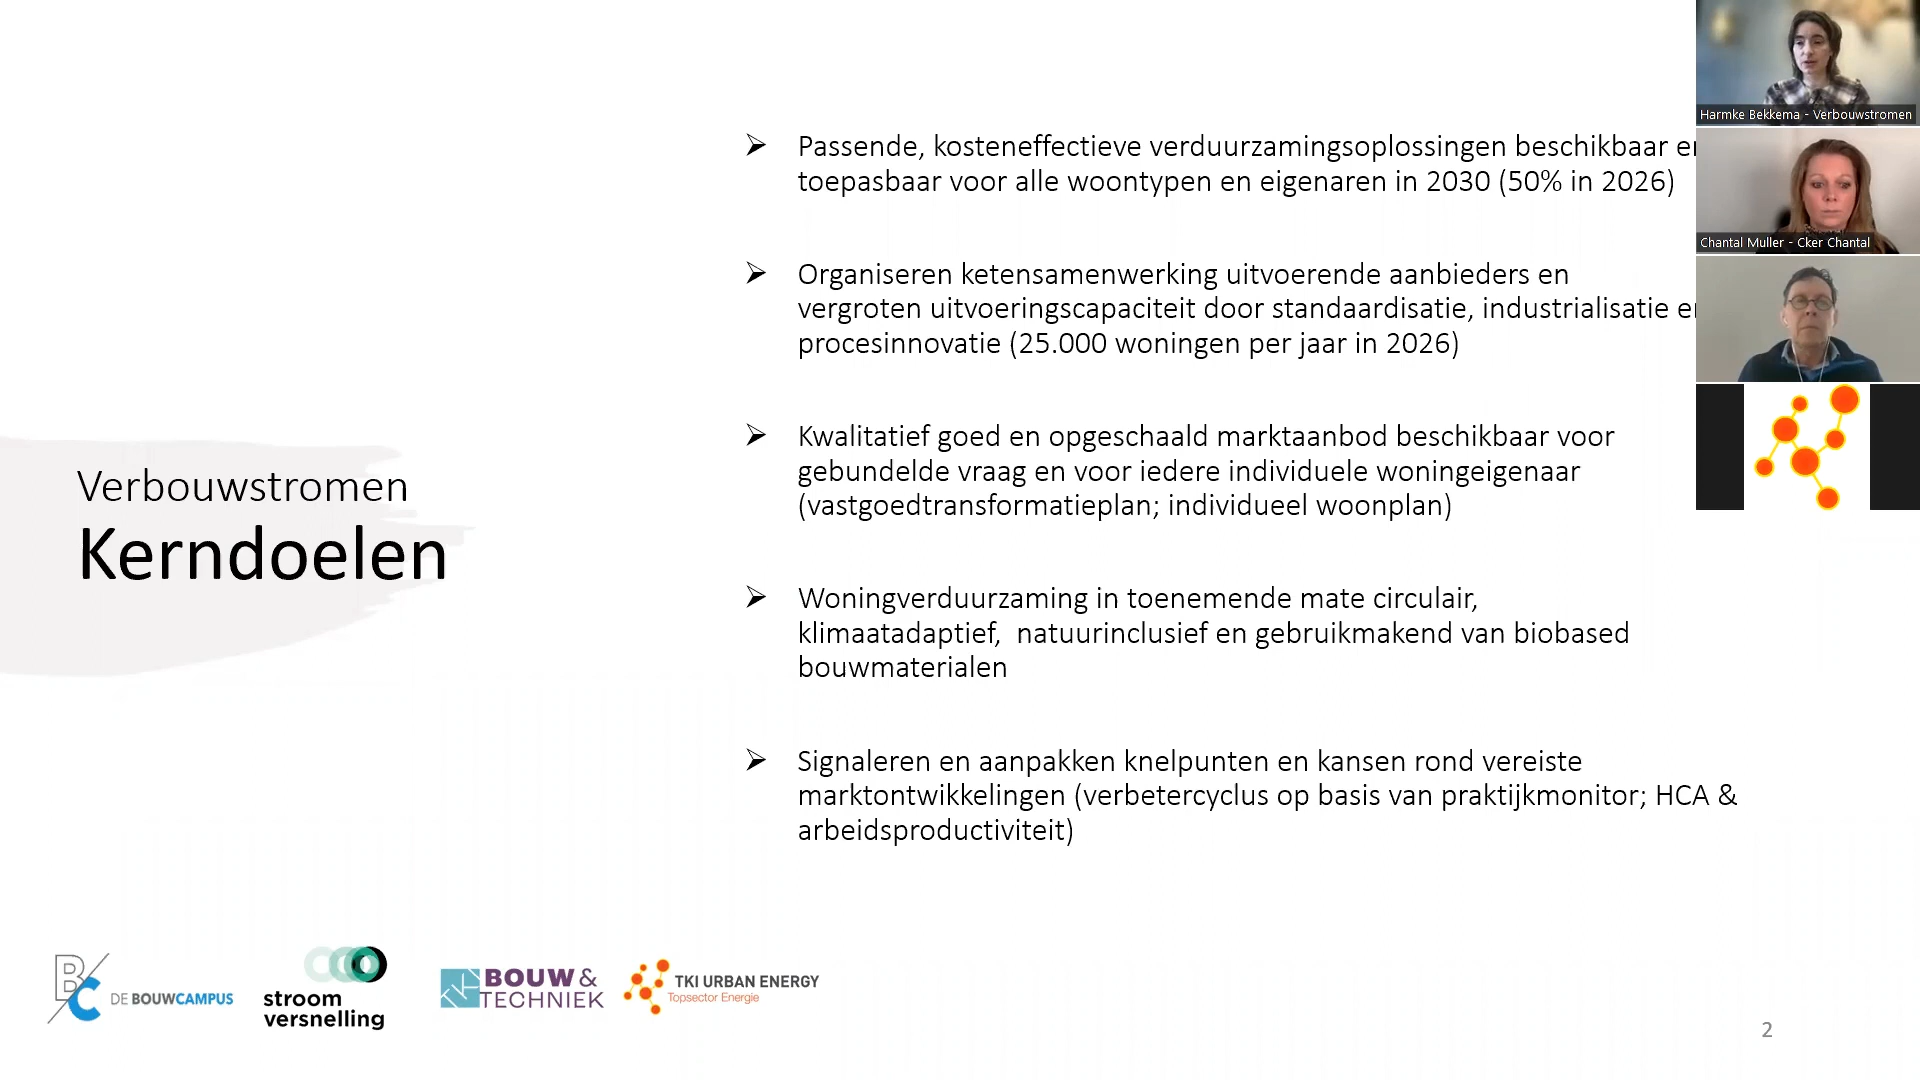 Verbouwstromen
Kerndoelen
Passende, kosteneffectieve verduurzamingsoplossingen beschikbaar en
toepasbaar voor alle woontypen en eigenaren in 2030 (50% in 2026)
Organiseren ketensamenwerking uitvoerende aanbieders en
vergroten uitvoeringscapaciteit door standaardisatie, industrialisatie en
procesinnovatie (25.000 woningen per jaar in 2026)
Kwalitatief goed en opgeschaald marktaanbod beschikbaar voor
gebundelde vraag en voor iedere individuele woningeigenaar
(vastgoedtransformatieplan; individueel woonplan)
Woningverduurzaming in toenemende mate circulair,
klimaatadaptief,  natuurinclusief en gebruikmakend van biobased
bouwmaterialen
Signaleren en aanpakken knelpunten en kansen rond vereiste
marktontwikkelingen (verbetercyclus op basis van praktijkmonitor; HCA &
arbeidsproductiviteit)
Harmke Bekkema - Verbouwstromen
Chantal Muller - Cker Chantal
BC
DE BOUWCAMPUS
stroom
versnelling
BOUW &
TECHNIEK
TKI URBAN ENERGY
Topsector Energie
2